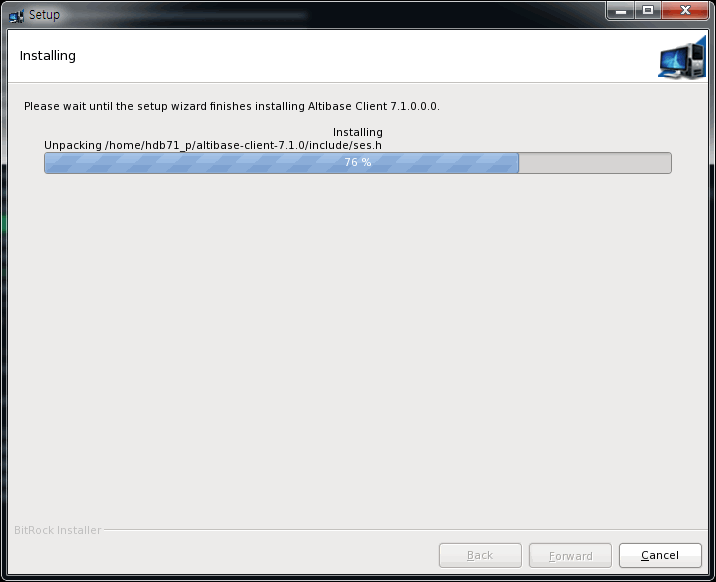 Setup
Installing
Please wait until the setup wizard finishes installing Altibase Client 7.1.0.0.0.
Installing
Unpacking /home/hdb71_p/altibase-client-7.1.0/include/ses.h
76 %
BitRock Installer
Back Forward Cancel